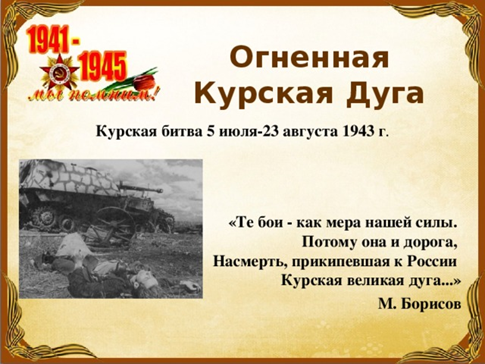 1941-
1945
мы помним!
Огненная
Курская Дуга
Курская битва 5 июля-23 августа 1943 г.
«Те бои - как мера нашей силы.
Потому она и дорога,
Насмерть, прикипевшая к России
Курская великая дуга...»
М. Борисов